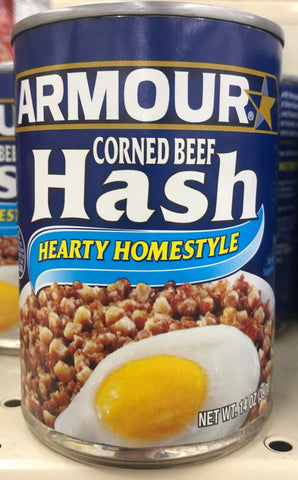 ARMOUR
CORNED BEEF
Hash
HEARTY HOMESTYLE
NET WT. 14 OZ